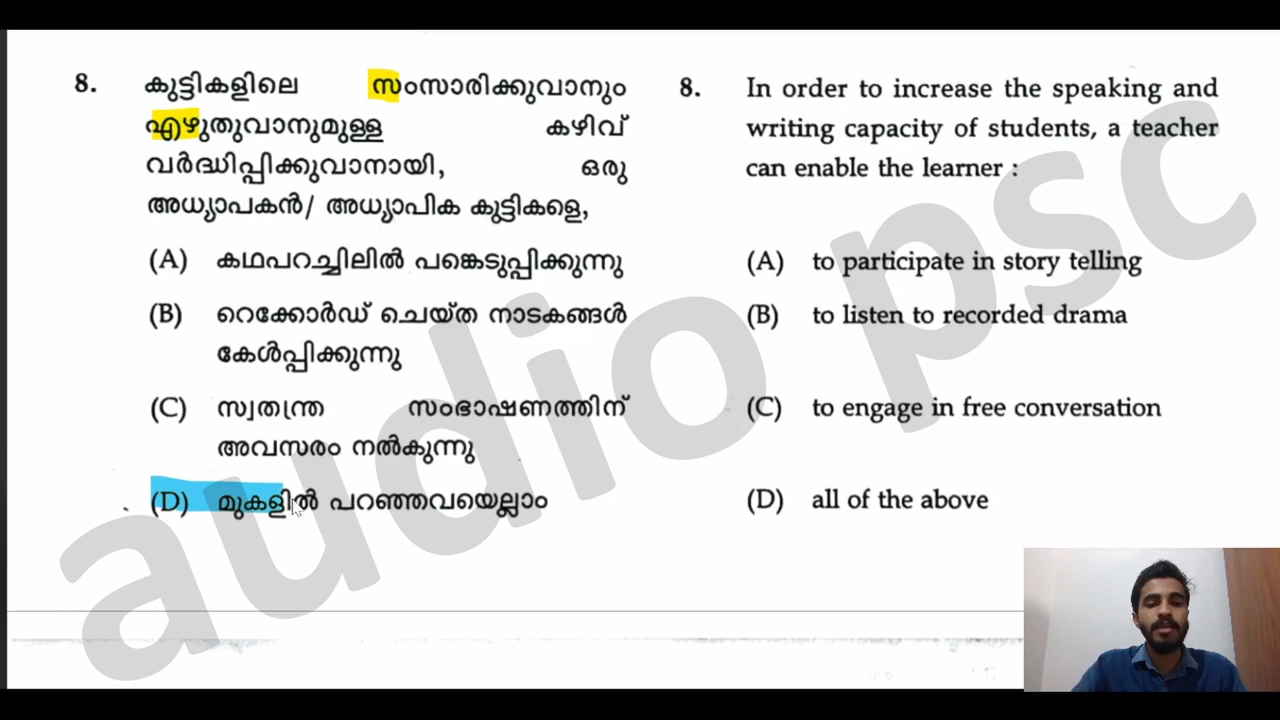 8. കുട്ടികളിലെ സംസാരിക്കുവാനും
എഴുതുവാനുമുള്ള കഴിവ്
വർദ്ധിപ്പിക്കുവാനായി, ഒരു
അധ്യാപകൻ/ അധ്യാപിക കുട്ടികളെ,
(A) കഥപറച്ചിലിൽ പങ്കെടുപ്പിക്കുന്നു
(B) റെക്കോർഡ് ചെയ്ത നാടകങ്ങൾ
കേൾപ്പിക്കുന്നു
(C) സ്വതന്ത്ര സംഭാഷണത്തിന്
അവസരം നൽകുന്നു
(D) മുകളിൽ പറഞ്ഞവയെല്ലാം
8. In order to increase the speaking and
writing capacity of students, a teacher
can enable the learner :
(A) to participate in story telling
(B) to listen to recorded drama
(C) to engage in free conversation
(D) all of the above
audio psc